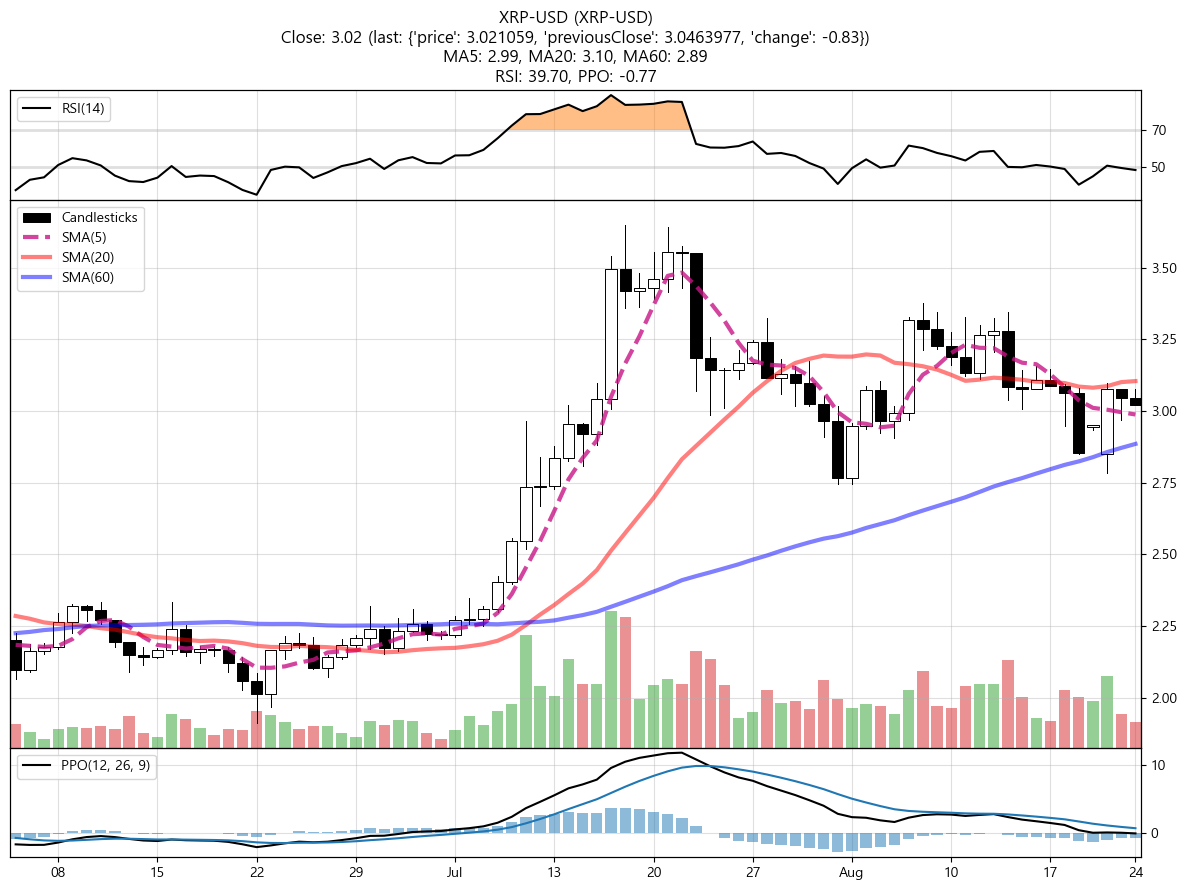 XRP-USD (XRP-USD)
Close: 3.02 (last: {'price': 3.021059, 'previousClose': 3.0463977, 'change': -0.83})
MA5: 2.99, MA20: 3.10, MA60: 2.89
RSI: 39.70, PPO: -0.77
RSI(14)
70
50
Candlesticks
SMA(5)
SMA(20)
SMA(60)
3.50
3.25
3.00
2.75
2.50
2.25
2.00
PPO(12, 26, 9)
10
0
08 15 22 29 Jul 13 20 27 Aug 10 17 24